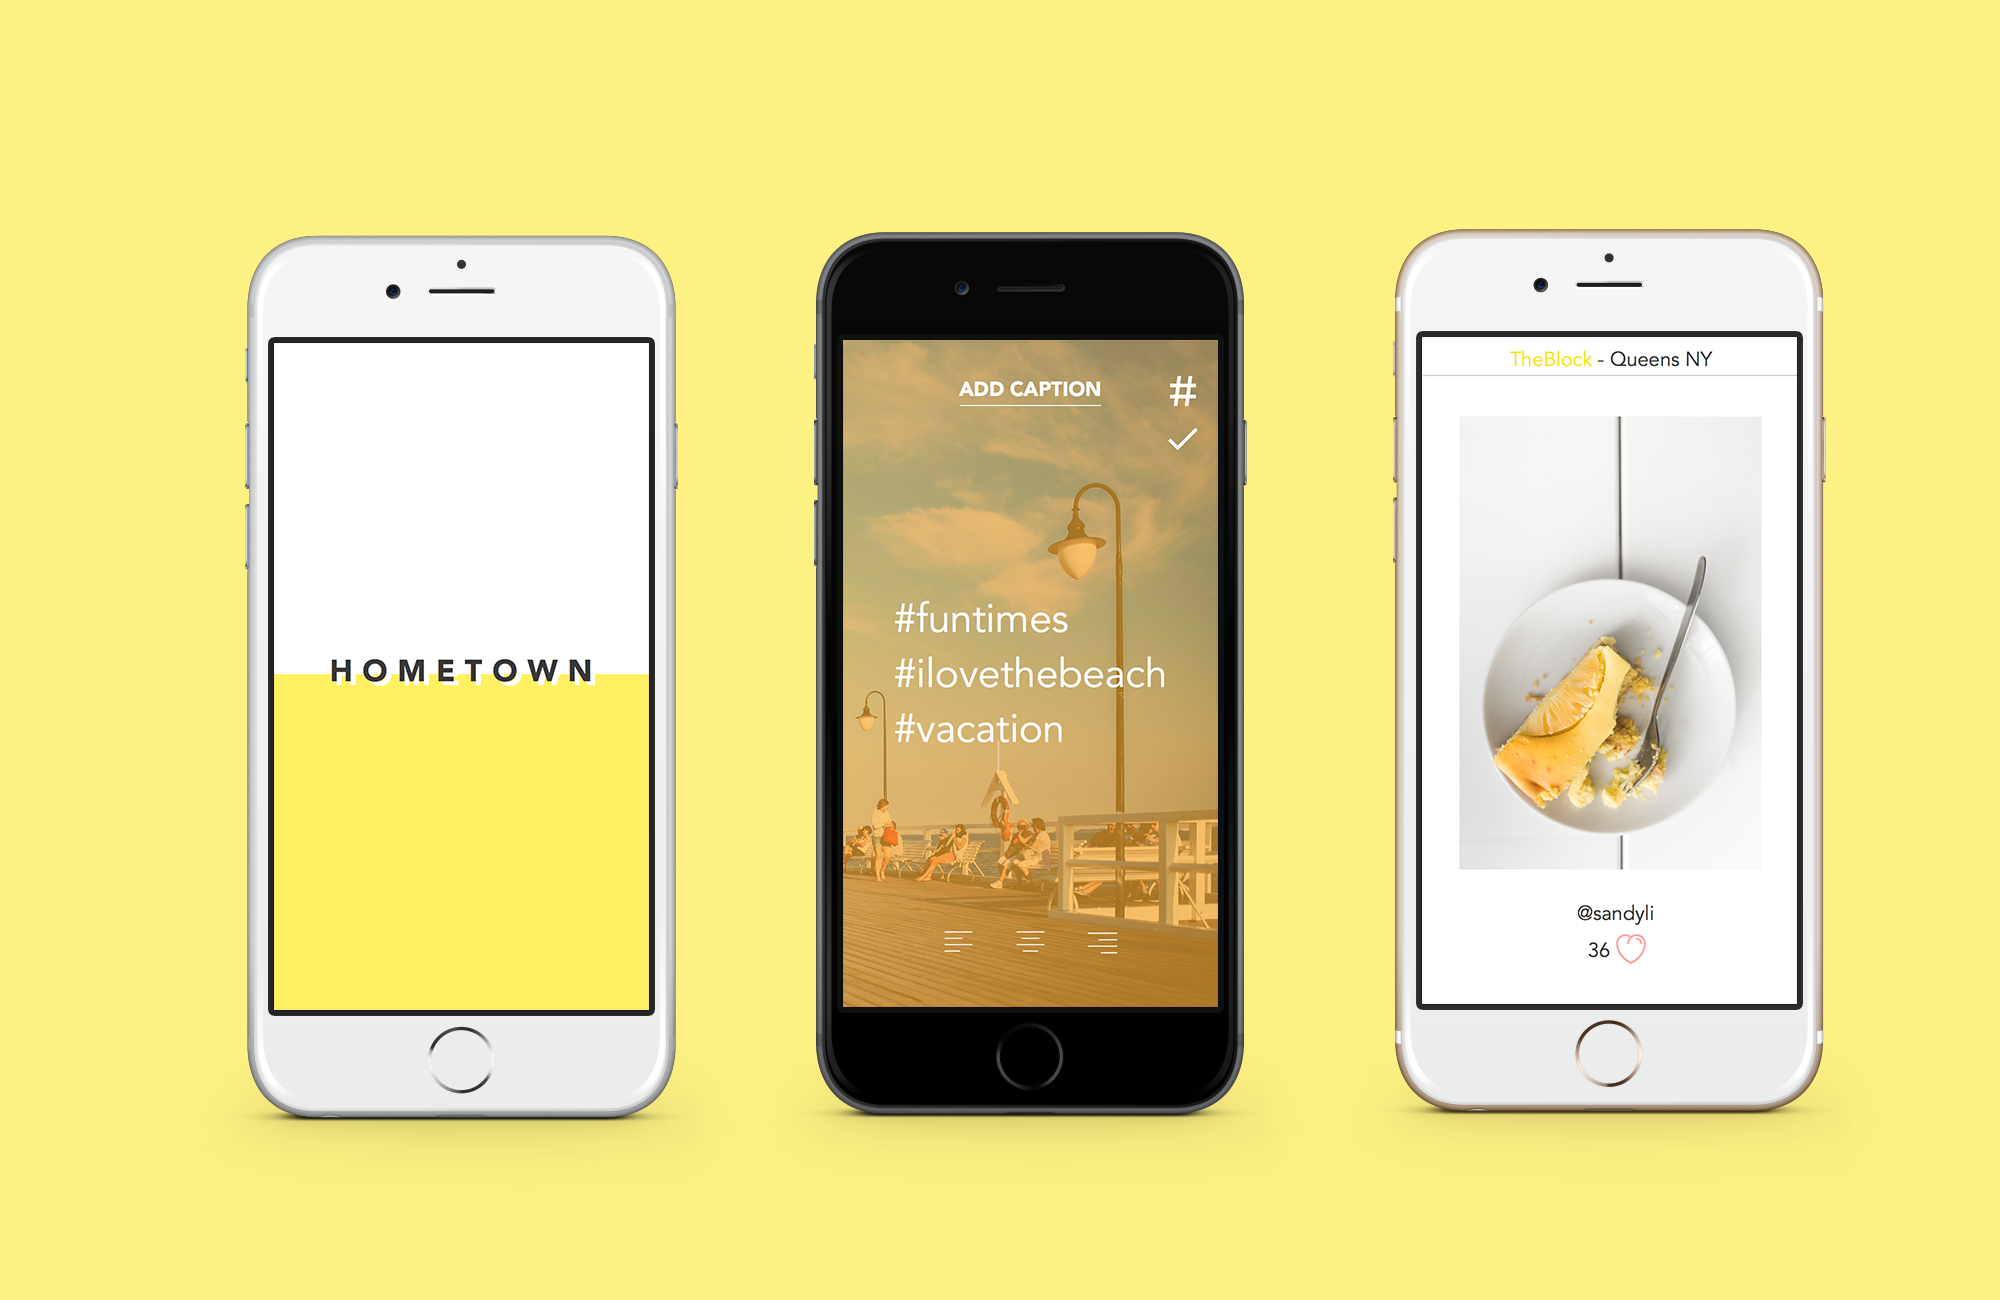 HOMETOWN
ADD CAPTION
#
#funtimes
#ilovethebeach
#vacation
TheBlock - Queens NY
@sandyli
36